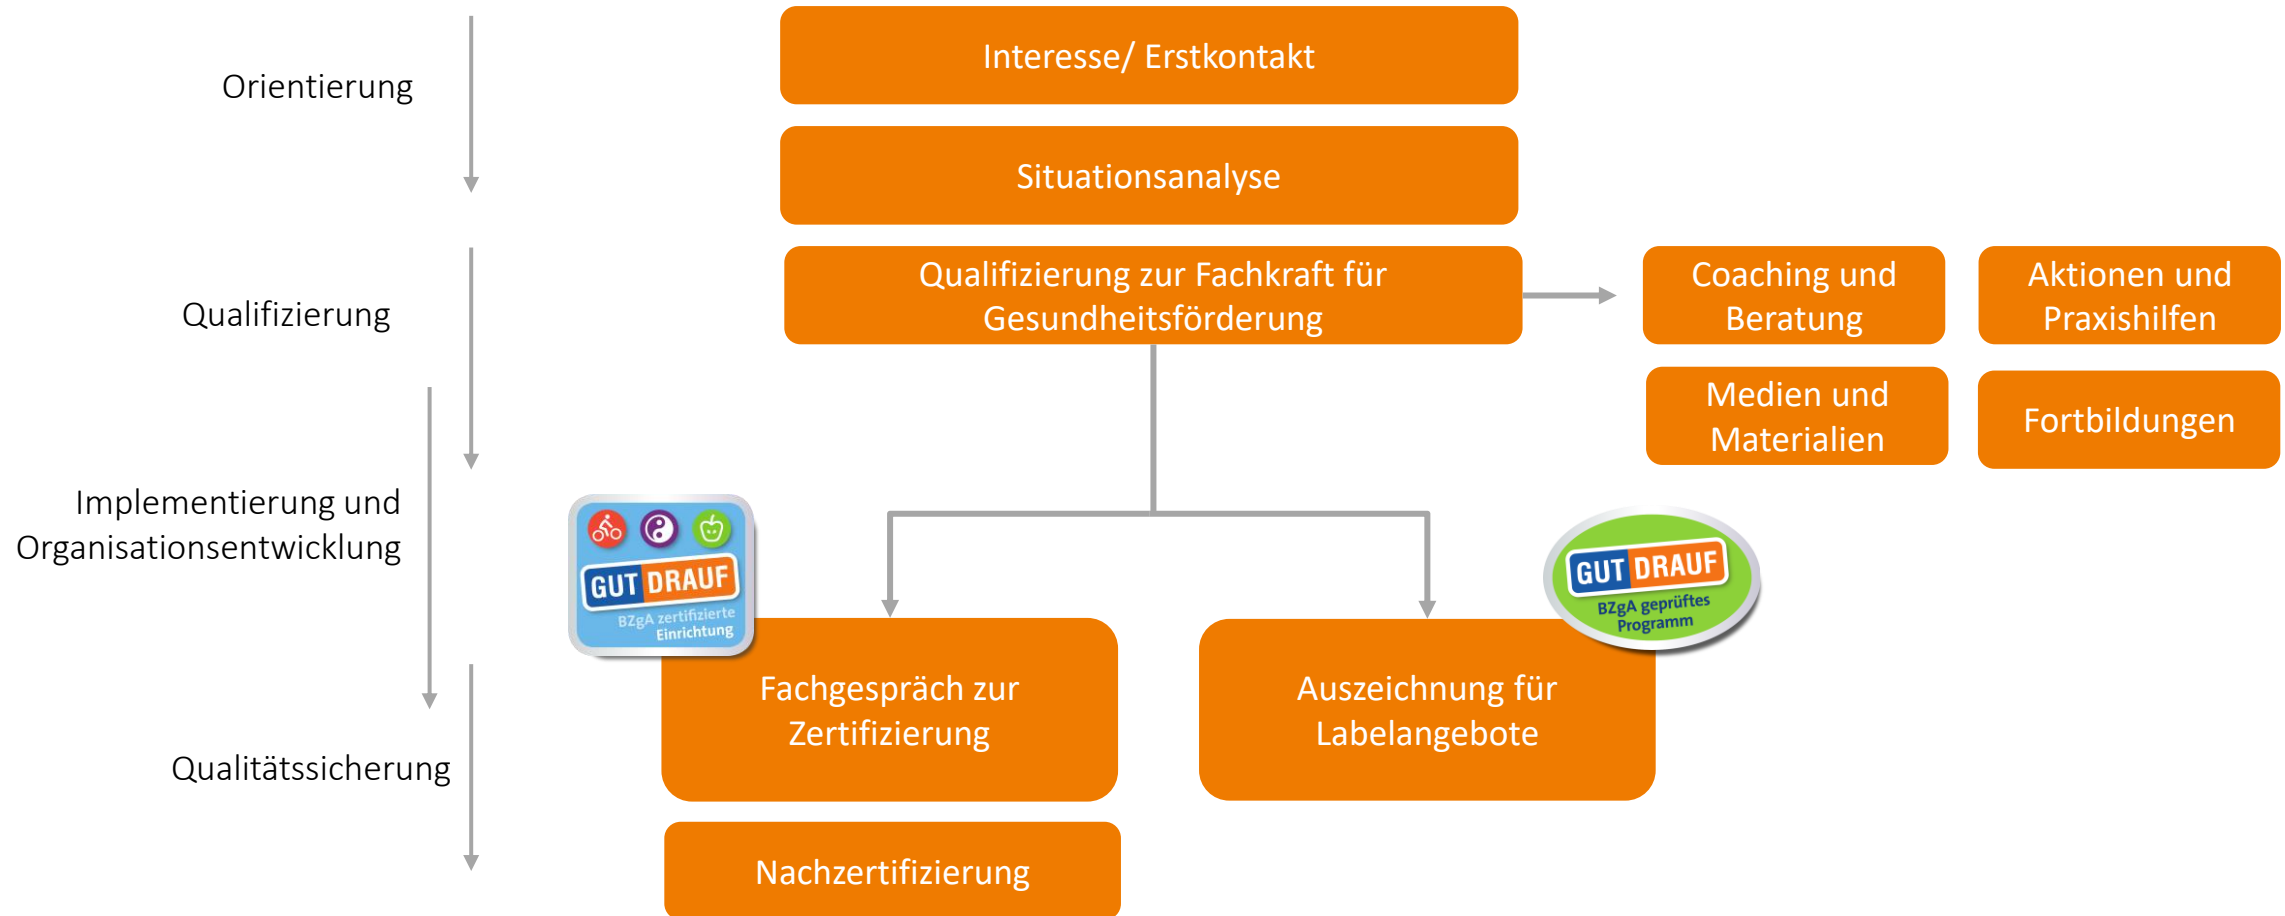 Orientierung
Interesse/ Erstkontakt
Situationsanalyse
Qualifizierung
Qualifizierung zur Fachkraft für
Gesundheitsförderung
Coaching und
Beratung
Aktionen und
Praxishilfen
Medien und
Materialien
Fortbildungen
Implementierung und
Organisationsentwicklung
GUT DRAUF
BZgA zertifizierte
Einrichtung
GUT DRAUF
BZgA geprüftes
Programm
Fachgespräch zur
Zertifizierung
Auszeichnung für
Labelangebote
Qualitätssicherung
Nachzertifizierung